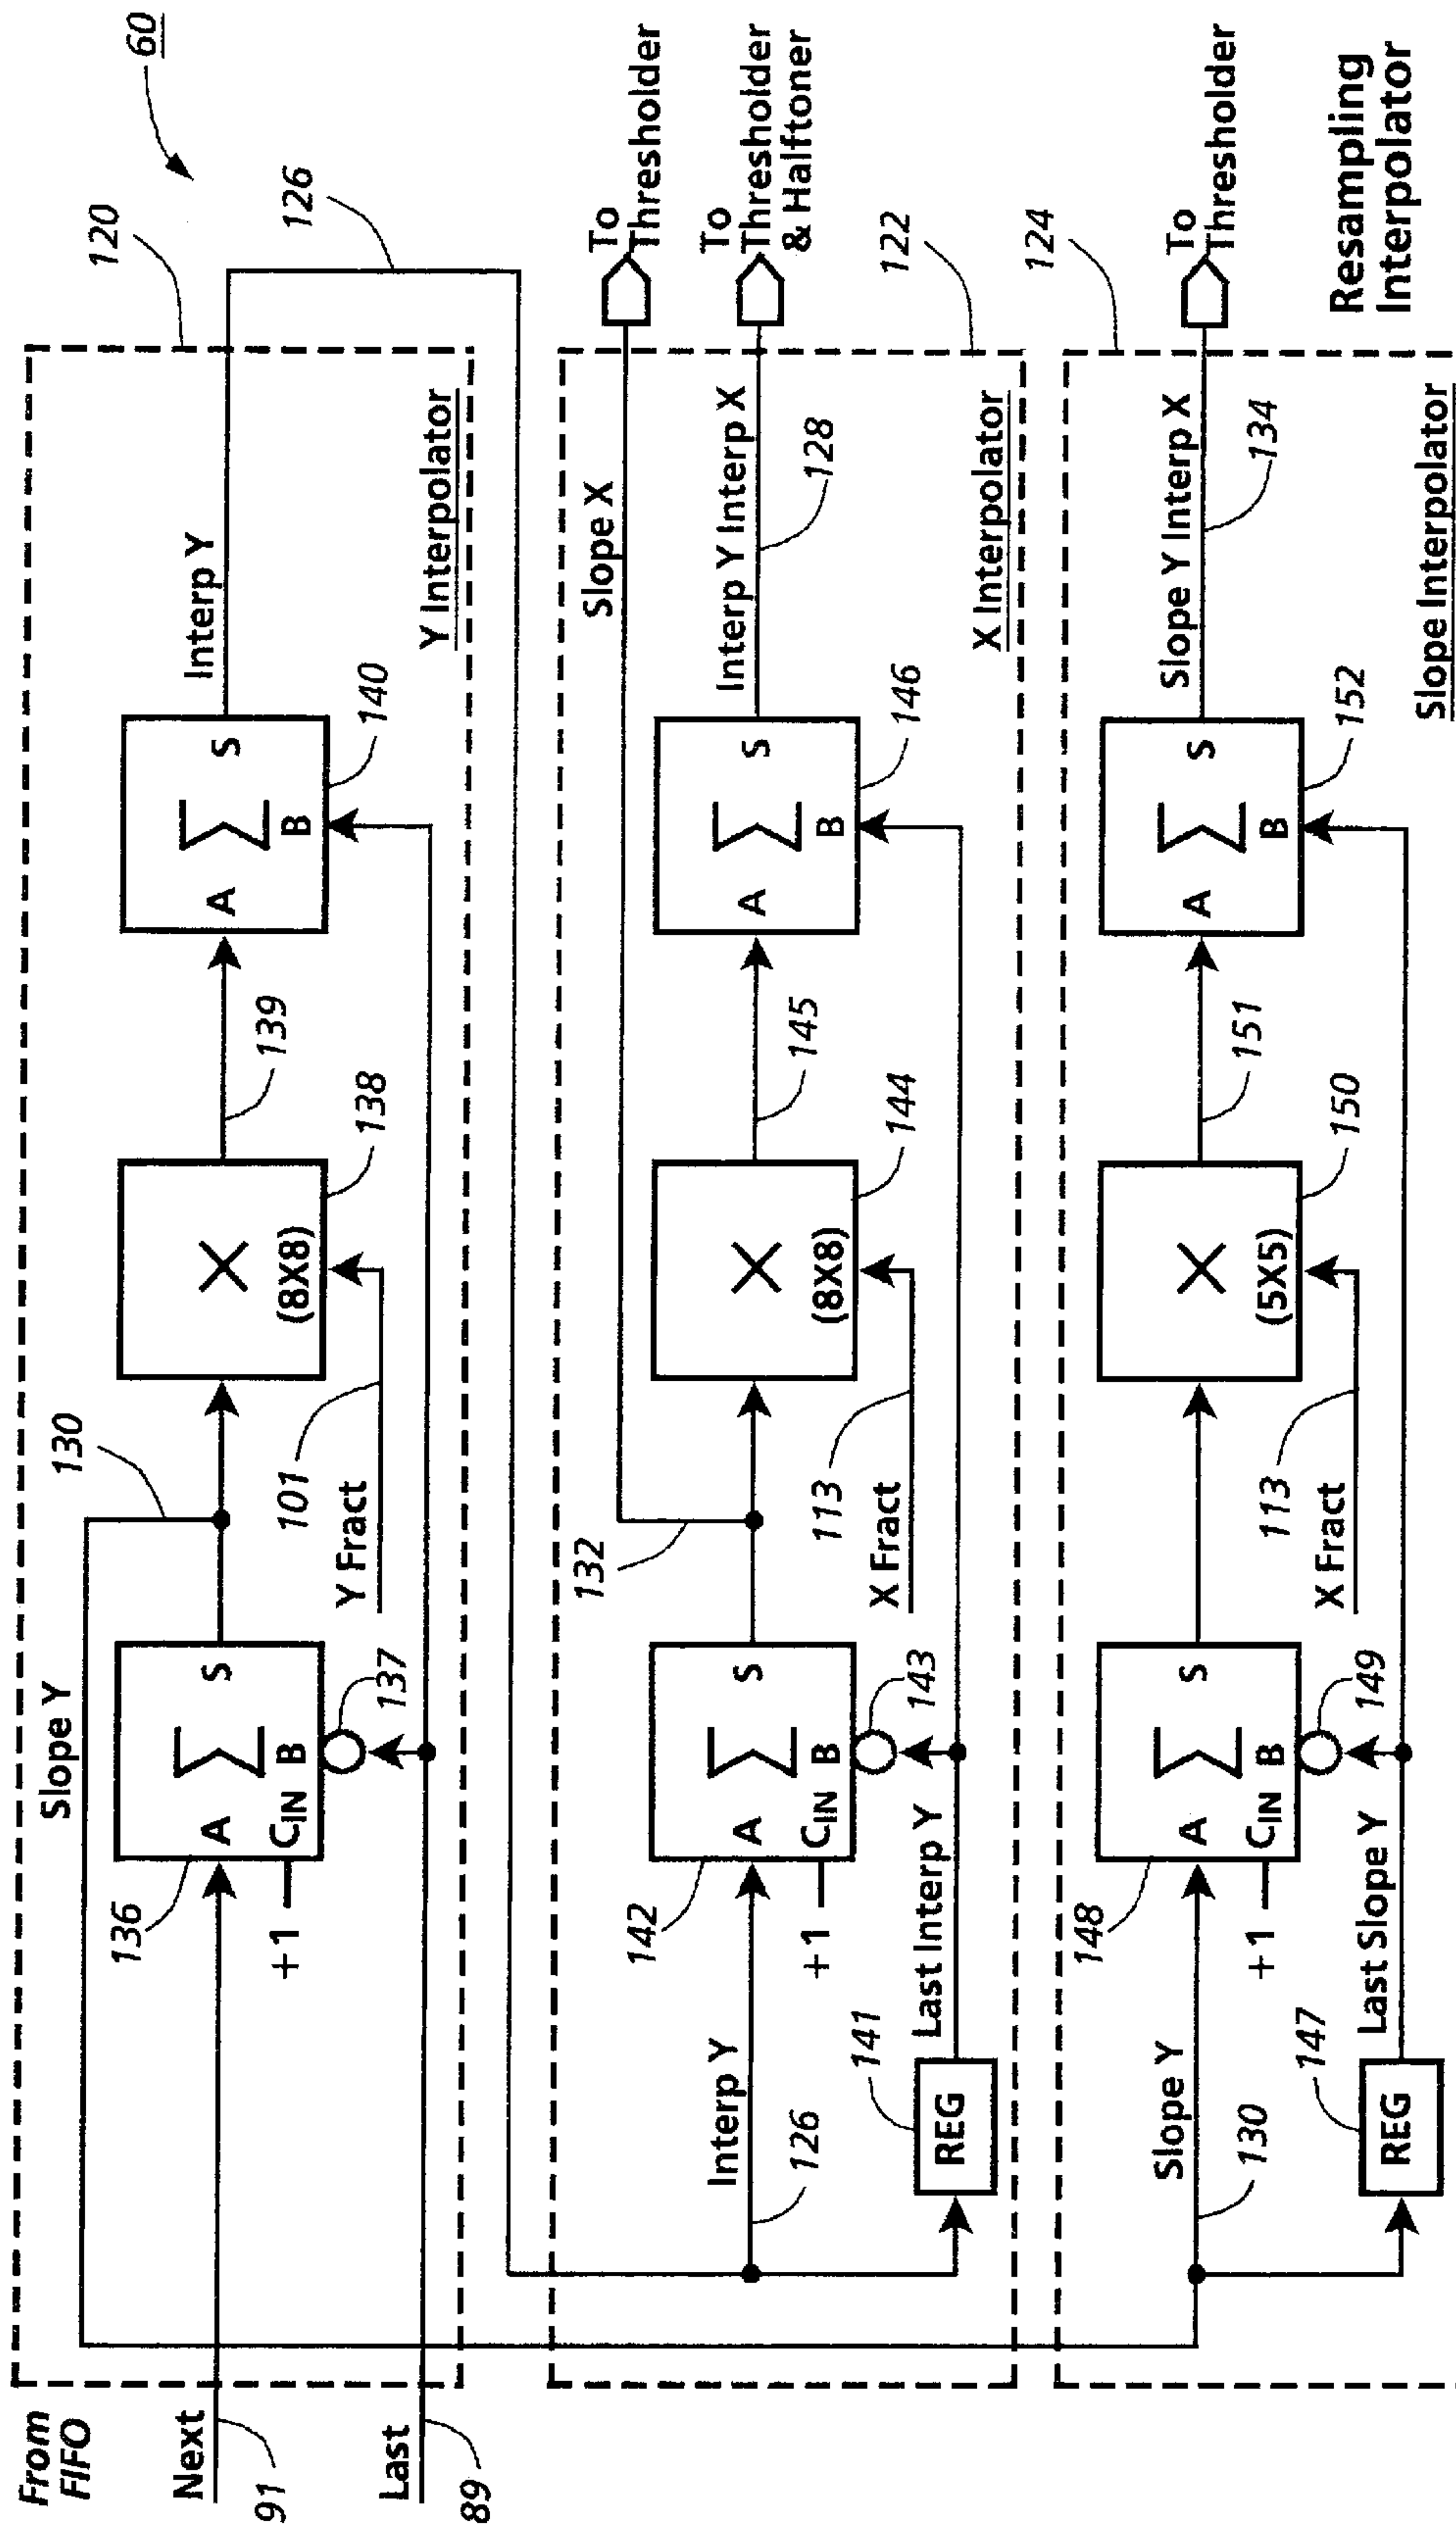 60
120
From
FIFO
Slope Y
130
136
A
Σ
S
+1
CIN B
137
Y Fract
101
X
(8X8)
138
139
A
Σ
S
B
140
Interp Y
126
Next
91
Last
89
Y Interpolator
Slope X
To
Thresholder
132
142
Interp Y
126
A
Σ
S
+1
CIN B
143
141
REG
Last Interp Y
X Fract
113
X
(8X8)
144
145
A
Σ
S
B
146
Interp Y Interp X
128
To
Thresholder
& Halftoner
X Interpolator
122
124
148
Slope Y
130
A
Σ
S
+1
CIN B
149
147
REG
Last Slope Y
X Fract
113
X
(5X5)
150
151
A
Σ
S
B
152
Slope Y Interp X
134
To
Thresholder
Slope Interpolator
Resampling
Interpolator